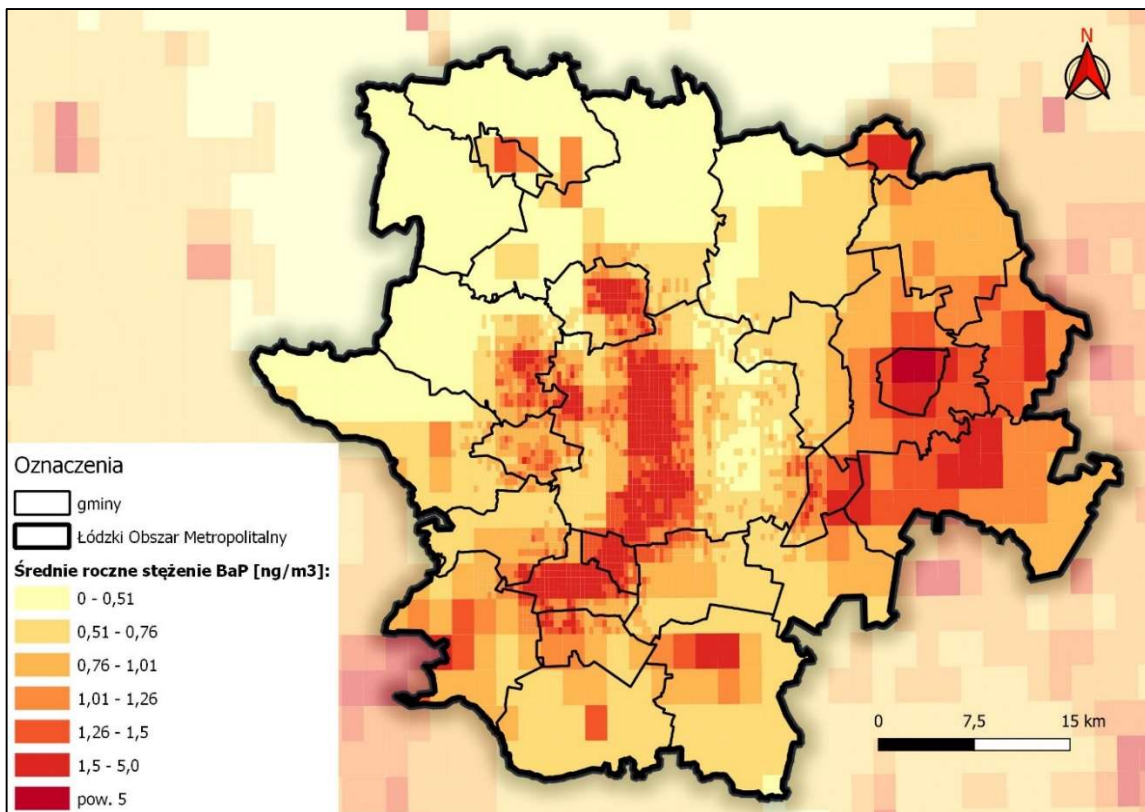 N
Oznaczenia
gminy
Łódzki Obszar Metropolitalny
Średnie roczne stężenie BaP [ng/m3]:
0 - 0,51
0,51 - 0,76
0,76 - 1,01
1,01 - 1,26
1,26 - 1,5
1,5 - 5,0
pow. 5
0 7,5 15 km